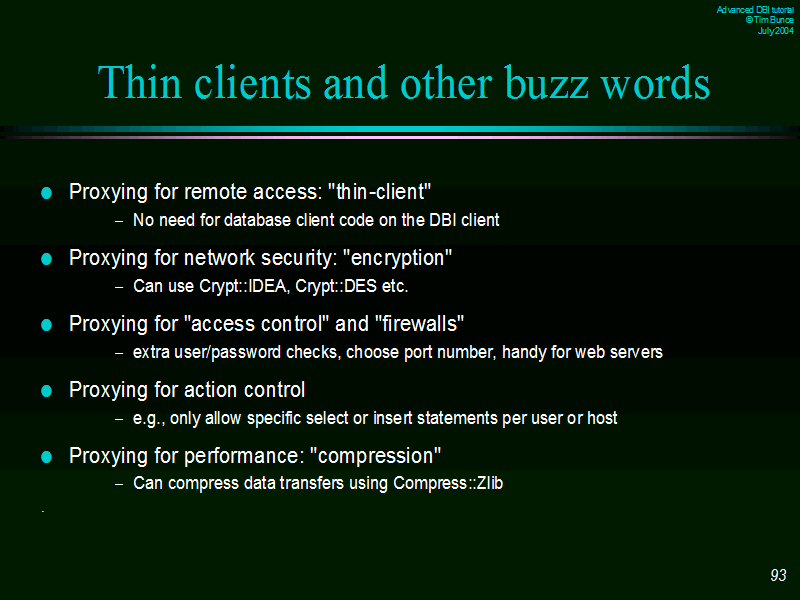 Advanced DBI tutorial
© Tim Bunce
July 2004
Thin clients and other buzz words
Proxying for remote access: "thin-client"
– No need for database client code on the DBI client
Proxying for network security: "encryption"
– Can use Crypt::IDEA, Crypt::DES etc.
Proxying for "access control" and "firewalls"
– extra user/password checks, choose port number, handy for web servers
Proxying for action control
– e.g., only allow specific select or insert statements per user or host
Proxying for performance: "compression"
– Can compress data transfers using Compress::Zlib
.
93